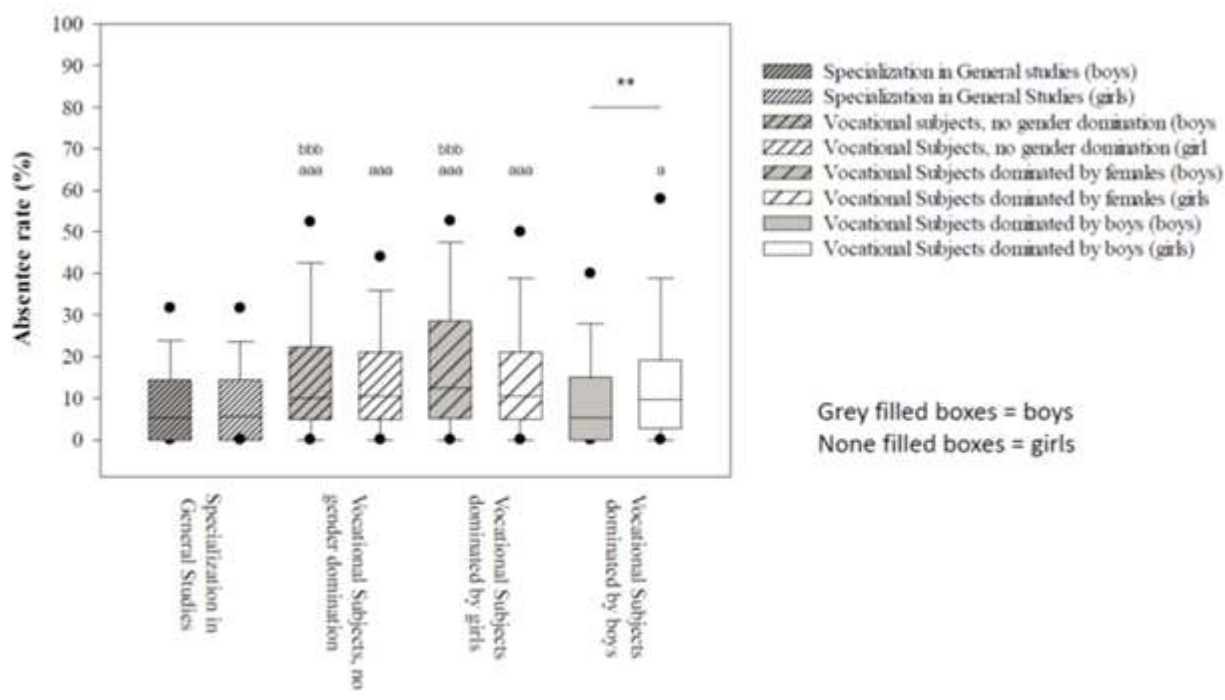 Absentee rate (%)
100
90
80
70
60
50
40
30
20
10
0
**
bbb
bbb
aaa
aaa
aaa
aaa
a
Specialization in
General Studies
Vocational Subjects, no
gender domination
Vocational Subjects
dominated by girls
Vocational Subjects
dominated by boys
Specialization in General studies (boys)
Specialization in General Studies (girls)
Vocational subjects, no gender domination (boys
Vocational Subjects, no gender domination (girl
Vocational Subjects dominated by females (boys)
Vocational Subjects dominated by females (girls
Vocational Subjects dominated by boys (boys)
Vocational Subjects dominated by boys (girls)
Grey filled boxes = boys
None filled boxes = girls